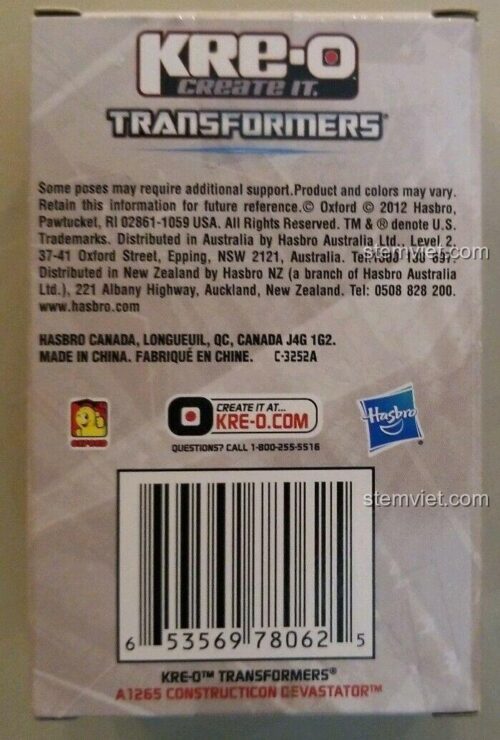 KRE-O
CREATE IT.
TRANSFORMERS®
Some poses may require additional support. Product and colors may vary.
Retain this information for future reference.© Oxford © 2012 Hasbro,
Pawtucket, RI 02861-1059 USA. All Rights Reserved. TM & ® denote U.S.
Trademarks. Distributed in Australia by Hasbro Australia Ltd., Level 2,
stemviet.com
37-41 Oxford Street, Epping, NSW 2121, Australia. Tel:
Distributed in New Zealand by Hasbro NZ (a branch of Hasbro Australia
Ltd.), 221 Albany Highway, Auckland, New Zealand. Tel: 0508 828 200.
www.hasbro.com
HASBRO CANADA, LONGUEUIL, QC, CANADA J4G 1G2.
MADE IN CHINA. FABRIQUÉ EN CHINE. C-3252A
OXFORD
CREATE IT AT...
KRE-O.COM
Hasbro
QUESTIONS? CALL 1-800-255-5516
stemviet.com
6 53569 78062 5
KRE-O™ TRANSFORMERS®
A1265 CONSTRUCTICON DEVASTATOR™